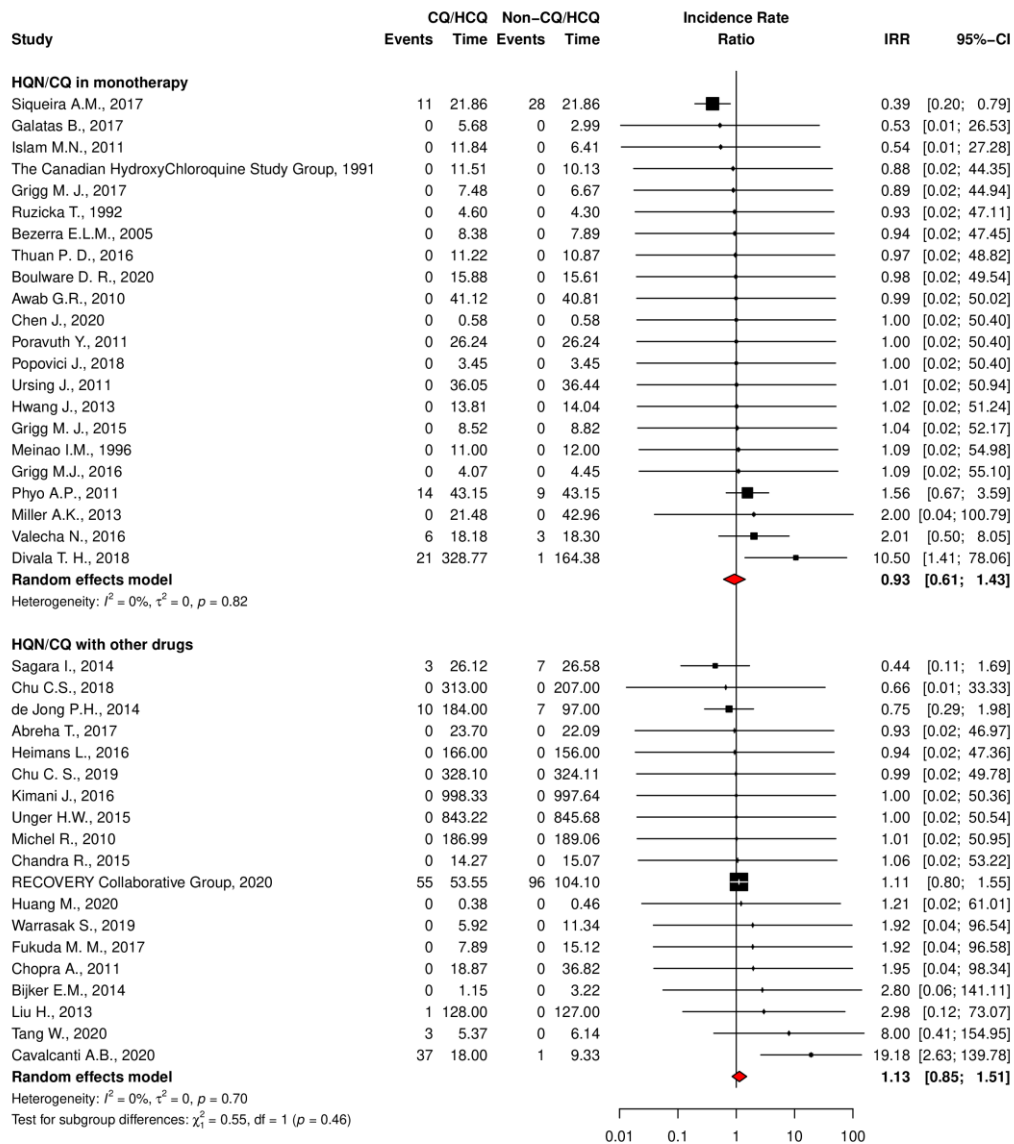 CQ/HCQ Non−CQ/HCQ Incidence Rate
Study Events Time Events Time Ratio IRR 95%−CI
HQN/CQ in monotherapy
Siqueira A.M., 2017 11 21.86 28 21.86 0.39 [0.20; 0.79]
Galatas B., 2017 0 5.68 0 2.99 0.53 [0.01; 26.53]
Islam M.N., 2011 0 11.84 0 6.41 0.54 [0.01; 27.28]
The Canadian HydroxyChloroquine Study Group, 1991 0 11.51 0 10.13 0.88 [0.02; 44.35]
Grigg M. J., 2017 0 7.48 0 6.67 0.89 [0.02; 44.94]
Ruzicka T., 1992 0 4.60 0 4.30 0.93 [0.02; 47.11]
Bezerra E.L.M., 2005 0 8.38 0 7.89 0.94 [0.02; 47.45]
Thuan P. D., 2016 0 11.22 0 10.87 0.97 [0.02; 48.82]
Boulware D. R., 2020 0 15.88 0 15.61 0.98 [0.02; 49.54]
Awab G.R., 2010 0 41.12 0 40.81 0.99 [0.02; 50.02]
Chen J., 2020 0 0.58 0 0.58 1.00 [0.02; 50.40]
Poravuth Y., 2011 0 26.24 0 26.24 1.00 [0.02; 50.40]
Popovici J., 2018 0 3.45 0 3.45 1.00 [0.02; 50.40]
Ursing J., 2011 0 36.05 0 36.44 1.01 [0.02; 50.94]
Hwang J., 2013 0 13.81 0 14.04 1.02 [0.02; 51.24]
Grigg M. J., 2015 0 8.52 0 8.82 1.04 [0.02; 52.17]
Meinao I.M., 1996 0 11.00 0 12.00 1.09 [0.02; 54.98]
Grigg M.J., 2016 0 4.07 0 4.45 1.09 [0.02; 55.10]
Phyo A.P., 2011 14 43.15 9 43.15 1.56 [0.67; 3.59]
Miller A.K., 2013 0 21.48 0 42.96 2.00 [0.04; 100.79]
Valecha N., 2016 6 18.18 3 18.30 2.01 [0.50; 8.05]
Divala T. H., 2018 21 328.77 1 164.38 10.50 [1.41; 78.06]
Random effects model 0.93 [0.61; 1.43]
Heterogeneity: I² = 0%, τ² = 0, p = 0.82
HQN/CQ with other drugs
Sagara I., 2014 3 26.12 7 26.58 0.44 [0.11; 1.69]
Chu C.S., 2018 0 313.00 0 207.00 0.66 [0.01; 33.33]
de Jong P.H., 2014 10 184.00 7 97.00 0.75 [0.29; 1.98]
Abreha T., 2017 0 23.70 0 22.09 0.93 [0.02; 46.97]
Heimans L., 2016 0 166.00 0 156.00 0.94 [0.02; 47.36]
Chu C. S., 2019 0 328.10 0 324.11 0.99 [0.02; 49.78]
Kimani J., 2016 0 998.33 0 997.64 1.00 [0.02; 50.36]
Unger H.W., 2015 0 843.22 0 845.68 1.00 [0.02; 50.54]
Michel R., 2010 0 186.99 0 189.06 1.01 [0.02; 50.95]
Chandra R., 2015 0 14.27 0 15.07 1.06 [0.02; 53.22]
RECOVERY Collaborative Group, 2020 55 53.55 96 104.10 1.11 [0.80; 1.55]
Huang M., 2020 0 0.38 0 0.46 1.21 [0.02; 61.01]
Warrasak S., 2019 0 5.92 0 11.34 1.92 [0.04; 96.54]
Fukuda M. M., 2017 0 7.89 0 15.12 1.92 [0.04; 96.58]
Chopra A., 2011 0 18.87 0 36.82 1.95 [0.04; 98.34]
Bijker E.M., 2014 0 1.15 0 3.22 2.80 [0.06; 141.11]
Liu H., 2013 1 128.00 0 127.00 2.98 [0.12; 73.07]
Tang W., 2020 3 5.37 0 6.14 8.00 [0.41; 154.95]
Cavalcanti A.B., 2020 37 18.00 1 9.33 19.18 [2.63; 139.78]
Random effects model 1.13 [0.85; 1.51]
Heterogeneity: I² = 0%, τ² = 0, p = 0.70
Test for subgroup differences: χ²₁ = 0.55, df = 1 (p = 0.46)
0.01 0.1 1 10 100